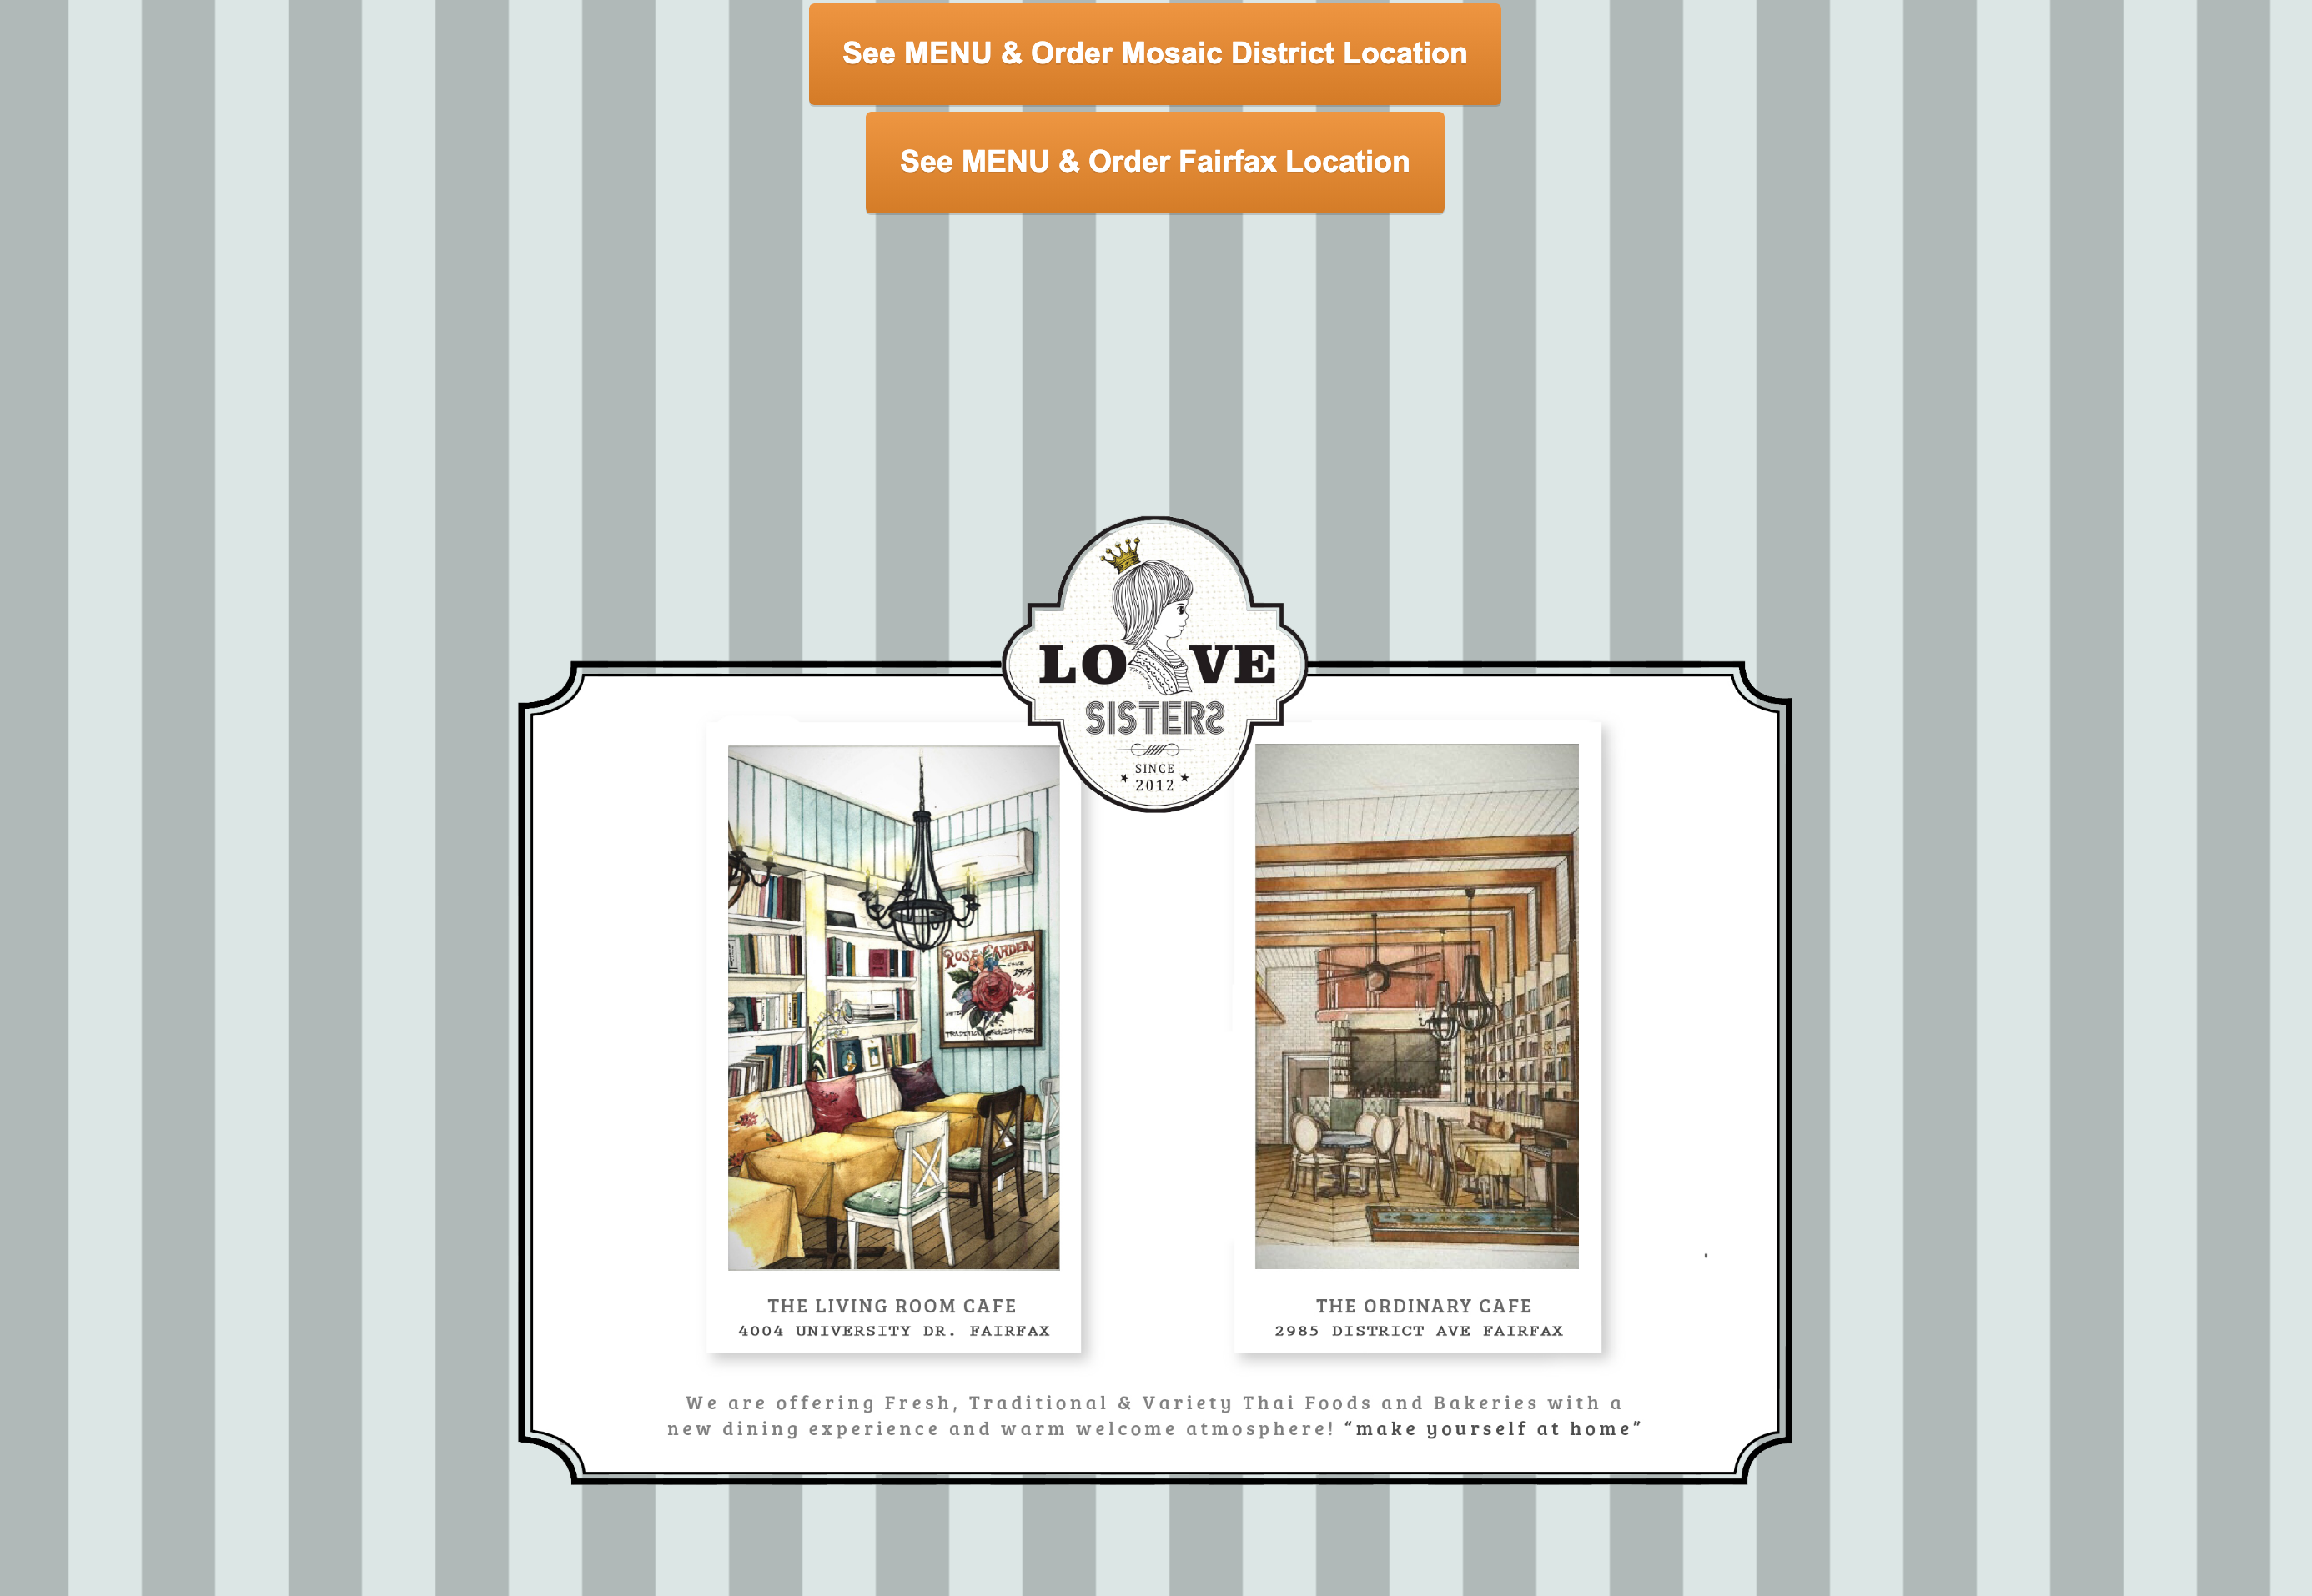 See MENU & Order Mosaic District Location
See MENU & Order Fairfax Location
LOVE
SISTERS
SINCE
2012
ROSE GARDEN
1905
THE LIVING ROOM CAFE
4004 UNIVERSITY DR. FAIRFAX
THE ORDINARY CAFE
2985 DISTRICT AVE FAIRFAX
We are offering Fresh, Traditional & Variety Thai Foods and Bakeries with a
new dining experience and warm welcome atmosphere! “make yourself at home”